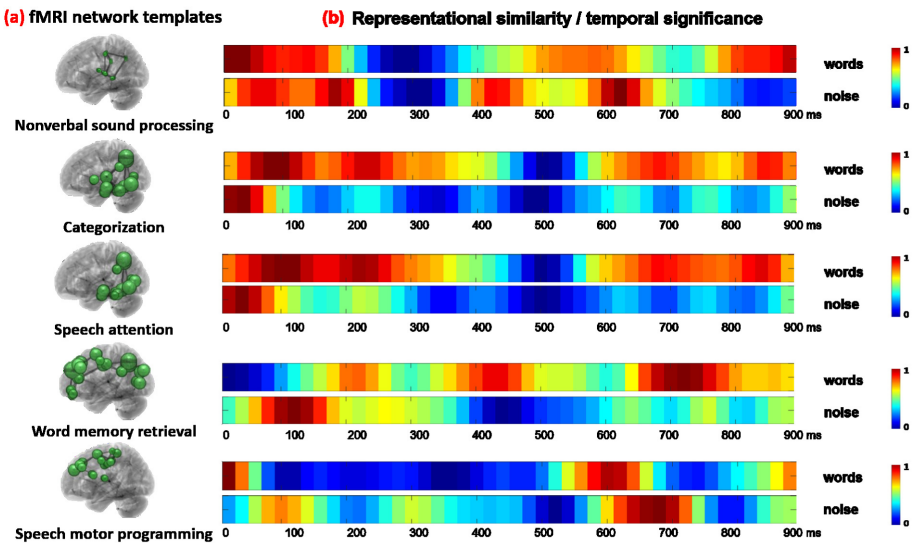 (a) fMRI network templates
(b) Representational similarity / temporal significance
words
noise
1
0
0 100 200 300 400 500 600 700 800 900 ms
Nonverbal sound processing
words
noise
1
0
0 100 200 300 400 500 600 700 800 900 ms
Categorization
words
noise
1
0
0 100 200 300 400 500 600 700 800 900 ms
Speech attention
words
noise
1
0
0 100 200 300 400 500 600 700 800 900 ms
Word memory retrieval
words
noise
1
0
0 100 200 300 400 500 600 700 800 900 ms
Speech motor programming